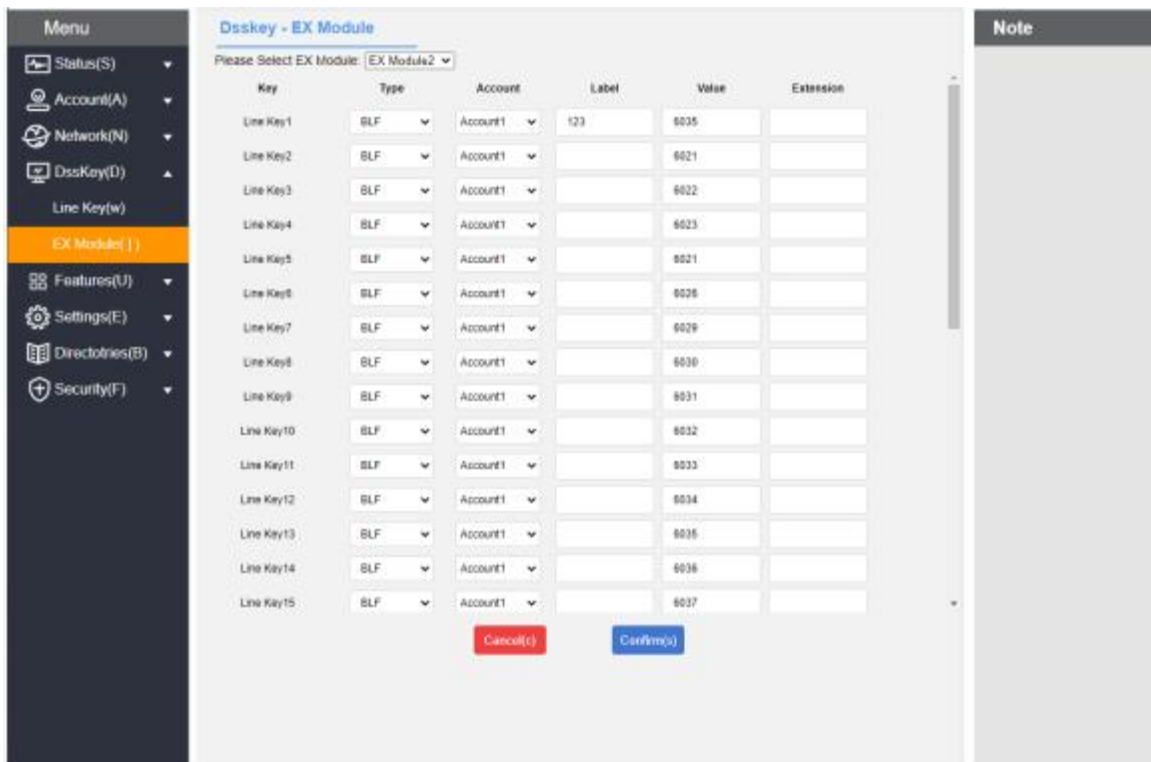 Menu
Status(S)
Account(A)
Network(N)
DssKey(D)
Line Key(w)
EX Module( ] )
Features(U)
Settings(E)
Directotries(B)
Security(F)
Dsskey - EX Module
Please Select EX Module: EX Module2
Key Type Account Label Value Extension
Line Key1 BLF Account1 123 6035
Line Key2 BLF Account1 6021
Line Key3 BLF Account1 6022
Line Key4 BLF Account1 6023
Line Key5 BLF Account1 6021
Line Key6 BLF Account1
Line Key7 BLF Account1 6029
Line Key8 BLF Account1 6030
Line Key9 BLF Account1 6031
Line Key10 BLF Account1 6032
Line Key11 BLF Account1 6033
Line Key12 BLF Account1 6034
Line Key13 BLF Account1 6035
Line Key14 BLF Account1 6036
Line Key15 BLF Account1 6037
Cancel(c) Confirm(s)
Note